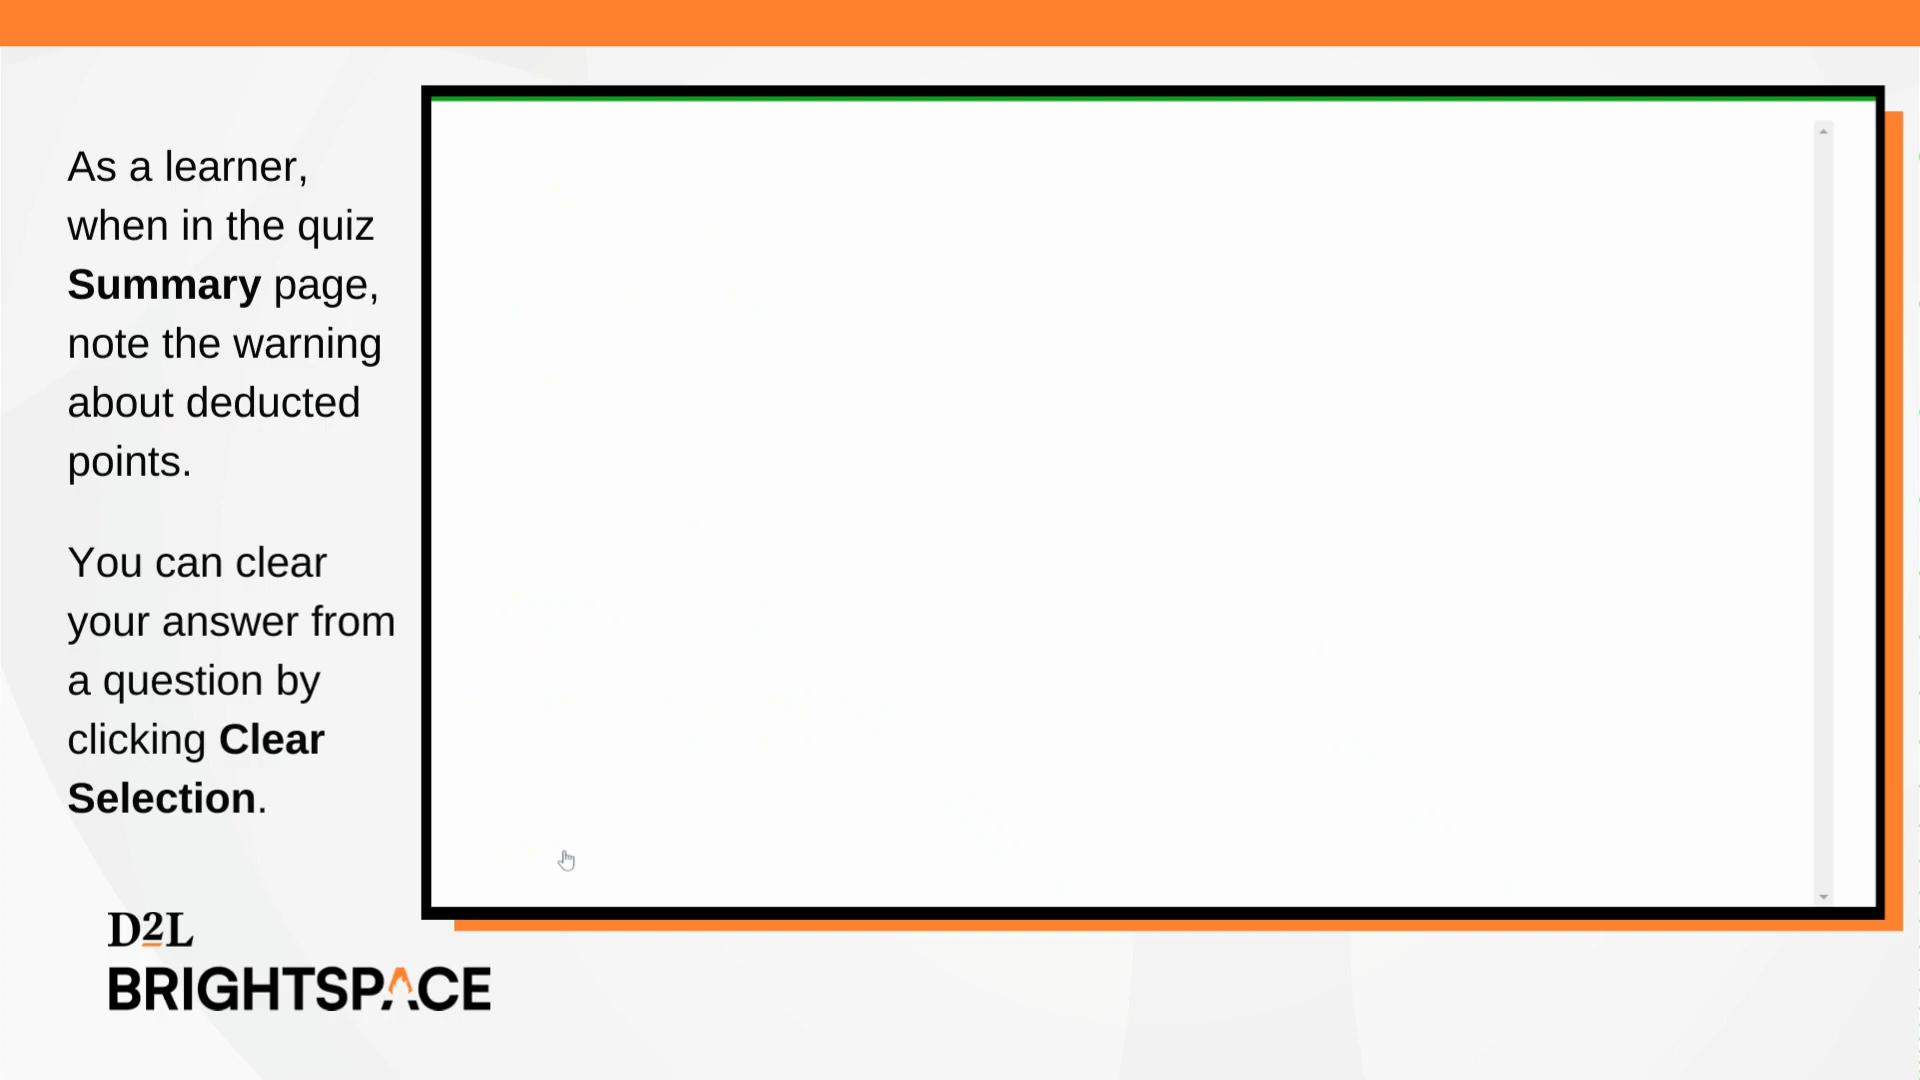 As a learner,
when in the quiz
Summary page,
note the warning
about deducted
points.
You can clear
your answer from
a question by
clicking Clear
Selection.
D2L
BRIGHTSPACE